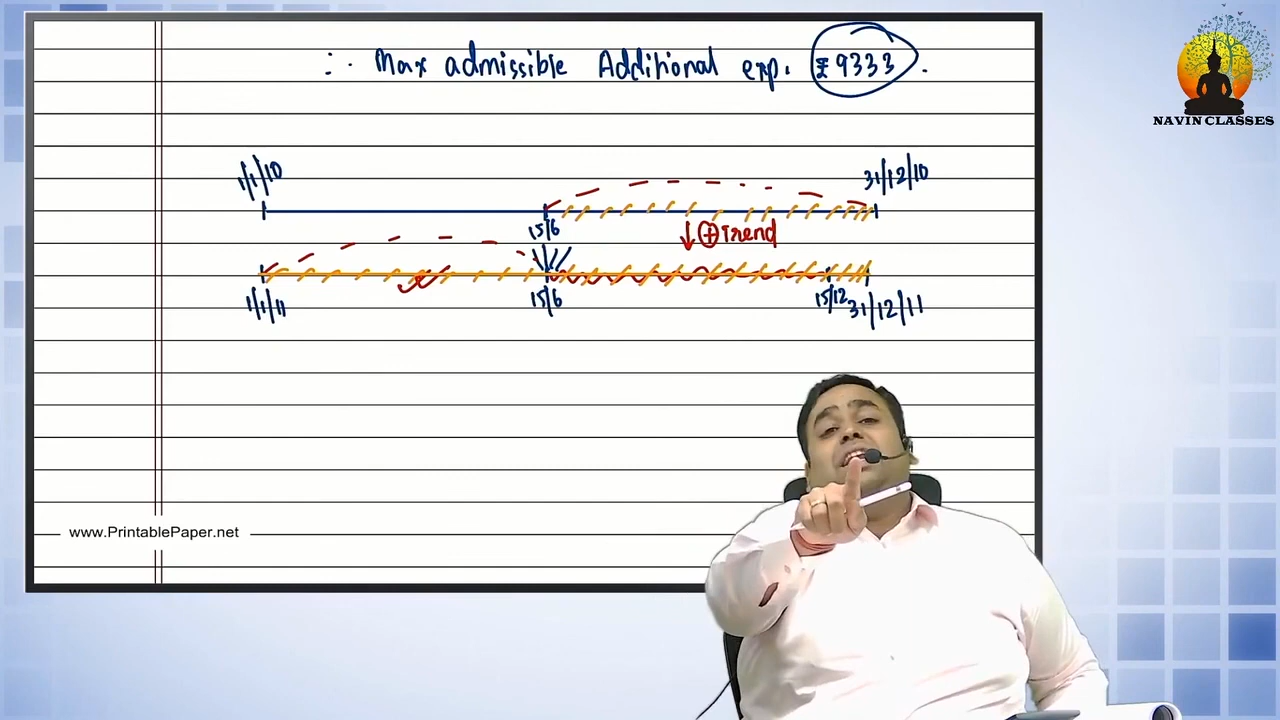 ∴ Max admissible Additional exp. ₹9333.
NAVIN CLASSES
1/1/10
31/12/10
15/6
↓ ⊕ Trend
1/1/11
15/6
15/12
31/12/11
www.PrintablePaper.net